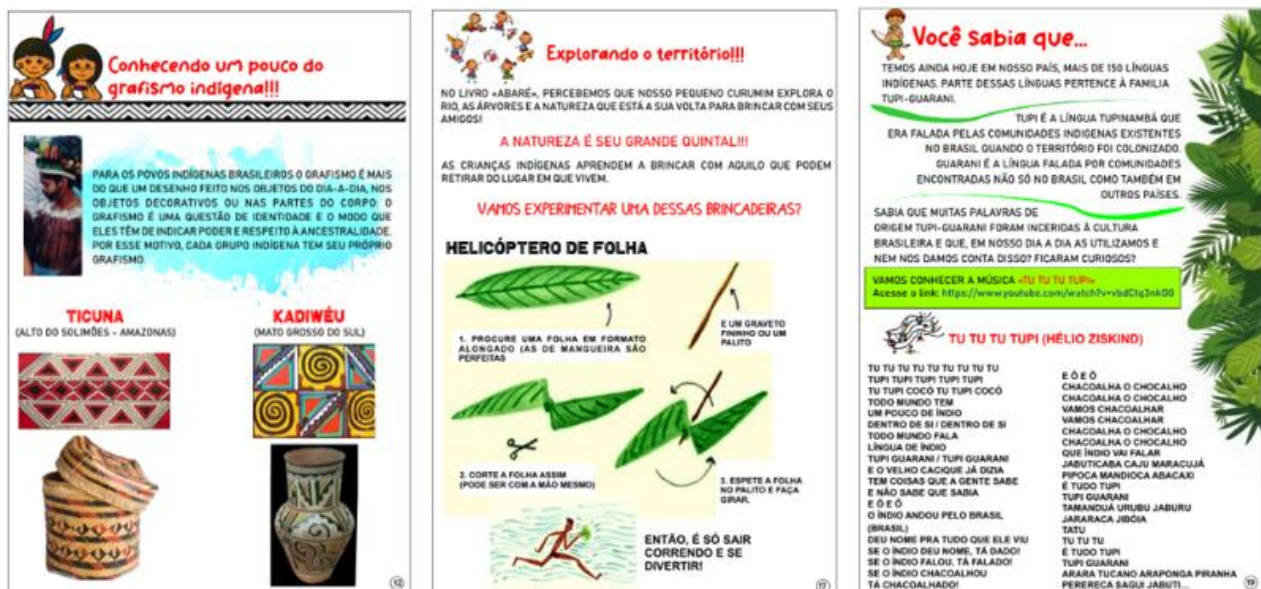 Conhecendo um pouco do
grafismo indígena!!!
PARA OS POVOS INDÍGENAS BRASILEIROS O GRAFISMO É MAIS
DO QUE UM DESENHO FEITO NOS OBJETOS DO DIA-A-DIA, NOS
OBJETOS DECORATIVOS OU NAS PARTES DO CORPO: O
GRAFISMO É UMA QUESTÃO DE IDENTIDADE E O MODO QUE
ELES TÊM DE INDICAR PODER E RESPEITO À ANCESTRALIDADE.
POR ESSE MOTIVO, CADA GRUPO INDÍGENA TEM SEU PRÓPRIO
GRAFISMO.
TICUNA
(ALTO DO SOLIMÕES - AMAZONAS)
KADIWÉU
(MATO GROSSO DO SUL)
Explorando o território!!!
NO LIVRO «ABARÉ», PERCEBEMOS QUE NOSSO PEQUENO CURUMIM EXPLORA O
RIO, AS ÁRVORES E A NATUREZA QUE ESTÁ A SUA VOLTA PARA BRINCAR COM SEUS
AMIGOS!
A NATUREZA É SEU GRANDE QUINTAL!!!
AS CRIANÇAS INDÍGENAS APRENDEM A BRINCAR COM AQUILO QUE PODEM
RETIRAR DO LUGAR EM QUE VIVEM.
VAMOS EXPERIMENTAR UMA DESSAS BRINCADEIRAS?
HELICÓPTERO DE FOLHA
1. PROCURE UMA FOLHA EM FORMATO
ALONGADO (AS DE MANGUEIRA SÃO
PERFEITAS
E UM GRAVETO
FININHO OU UM
PALITO
2. CORTE A FOLHA ASSIM
(PODE SER COM A MÃO MESMO)
3. ESPETE A FOLHA
NO PALITO E FAÇA
GIRAR.
ENTÃO, É SÓ SAIR
CORRENDO E SE
DIVERTIR!
Você sabia que...
TEMOS AINDA HOJE EM NOSSO PAÍS, MAIS DE 150 LÍNGUAS
INDÍGENAS. PARTE DESSAS LÍNGUAS PERTENCE À FAMILIA
TUPI-GUARANI.
TUPI É A LÍNGUA TUPINAMBÁ QUE
ERA FALADA PELAS COMUNIDADES INDIGENAS EXISTENTES
NO BRASIL QUANDO O TERRITÓRIO FOI COLONIZADO.
GUARANI É A LÍNGUA FALADA POR COMUNIDADES
ENCONTRADAS NÃO SÓ NO BRASIL COMO TAMBÉM EM
OUTROS PAÍSES.
SABIA QUE MUITAS PALAVRAS DE
ORIGEM TUPI-GUARANI FORAM INCERIDAS À CULTURA
BRASILEIRA E QUE, EM NOSSO DIA A DIA AS UTILIZAMOS E
NEM NOS DAMOS CONTA DISSO? FICARAM CURIOSOS?
VAMOS CONHECER A MÚSICA «TU TU TU TUPI»
Acesse o link:
TU TU TU TUPI (HÉLIO ZISKIND)
TU TU TU TU TU TU TU TU TU
TUPI TUPI TUPI TUPI TUPI
TU TUPI COCÓ TU TUPI COCÓ
TODO MUNDO TEM
UM POUCO DE ÍNDIO
DENTRO DE SI / DENTRO DE SI
TODO MUNDO FALA
LÍNGUA DE ÍNDIO
TUPI GUARANI / TUPI GUARANI
E O VELHO CACIQUE JÁ DIZIA
TEM COISAS QUE A GENTE SABE
E NÃO SABE QUE SABIA
E Ô E Ô
O ÍNDIO ANDOU PELO BRASIL
(BRASIL)
DEU NOME PRA TUDO QUE ELE VIU
SE O ÍNDIO DEU NOME, TÁ DADO!
SE O ÍNDIO FALOU, TÁ FALADO!
SE O ÍNDIO CHACOALHOU
TÁ CHACOALHADO!
E Ô E Ô
CHACOALHA O CHOCALHO
CHACOALHA O CHOCALHO
VAMOS CHACOALHAR
VAMOS CHACOALHAR
CHACOALHA O CHOCALHO
CHACOALHA O CHOCALHO
QUE ÍNDIO VAI FALAR
JABUTICABA CAJU MARACUJÁ
PIPOCA MANDIOCA ABACAXI
É TUDO TUPI
TUPI GUARANI
TAMANDUÁ URUBU JABURU
JARARACA JIBÓIA
TATU
TU TU TU
É TUDO TUPI
TUPI GUARANI
ARARA TUCANO ARAPONGA PIRANHA
PERERECA SAGUI JABUTI...
19